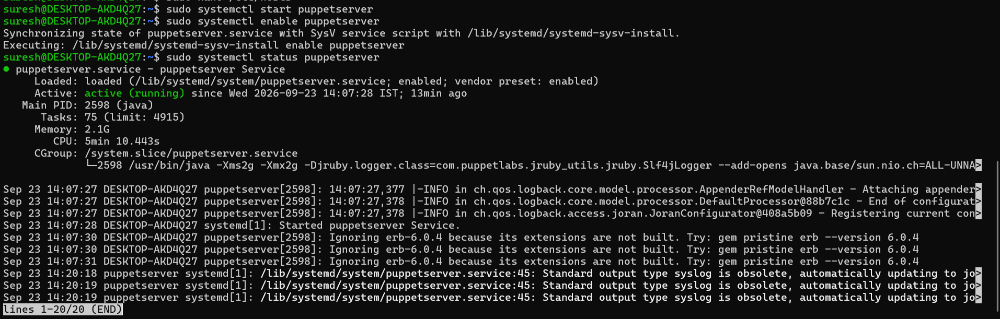 suresh@DESKTOP-AKD4Q27:~$ sudo systemctl start puppetserver
suresh@DESKTOP-AKD4Q27:~$ sudo systemctl enable puppetserver
Synchronizing state of puppetserver.service with SysV service script with /lib/systemd/systemd-sysv-install.
Executing: /lib/systemd/systemd-sysv-install enable puppetserver
suresh@DESKTOP-AKD4Q27:~$ sudo systemctl status puppetserver
● puppetserver.service - puppetserver Service
     Loaded: loaded (/lib/systemd/system/puppetserver.service; enabled; vendor preset: enabled)
     Active: active (running) since Wed 2026-09-23 14:07:28 IST; 13min ago
   Main PID: 2598 (java)
      Tasks: 75 (limit: 4915)
     Memory: 2.1G
        CPU: 5min 10.443s
     CGroup: /system.slice/puppetserver.service
             └─2598 /usr/bin/java -Xms2g -Xmx2g -Djruby.logger.class=com.puppetlabs.jruby_utils.jruby.Slf4jLogger --add-opens java.base/sun.nio.ch=ALL-UNNA>
Sep 23 14:07:27 DESKTOP-AKD4Q27 puppetserver[2598]: 14:07:27,377 |-INFO in ch.qos.logback.core.model.processor.AppenderRefModelHandler - Attaching appender>
Sep 23 14:07:27 DESKTOP-AKD4Q27 puppetserver[2598]: 14:07:27,378 |-INFO in ch.qos.logback.core.model.processor.DefaultProcessor@88b7c1c - End of configurat>
Sep 23 14:07:27 DESKTOP-AKD4Q27 puppetserver[2598]: 14:07:27,378 |-INFO in ch.qos.logback.access.joran.JoranConfigurator@408a5b09 - Registering current con>
Sep 23 14:07:28 DESKTOP-AKD4Q27 systemd[1]: Started puppetserver Service.
Sep 23 14:07:30 DESKTOP-AKD4Q27 puppetserver[2598]: Ignoring erb-6.0.4 because its extensions are not built. Try: gem pristine erb --version 6.0.4
Sep 23 14:07:30 DESKTOP-AKD4Q27 puppetserver[2598]: Ignoring erb-6.0.4 because its extensions are not built. Try: gem pristine erb --version 6.0.4
Sep 23 14:07:31 DESKTOP-AKD4Q27 puppetserver[2598]: Ignoring erb-6.0.4 because its extensions are not built. Try: gem pristine erb --version 6.0.4
Sep 23 14:20:18 puppetserver systemd[1]: /lib/systemd/system/puppetserver.service:45: Standard output type syslog is obsolete, automatically updating to jo>
Sep 23 14:20:19 puppetserver systemd[1]: /lib/systemd/system/puppetserver.service:45: Standard output type syslog is obsolete, automatically updating to jo>
Sep 23 14:20:19 puppetserver systemd[1]: /lib/systemd/system/puppetserver.service:45: Standard output type syslog is obsolete, automatically updating to jo>
lines 1-20/20 (END)